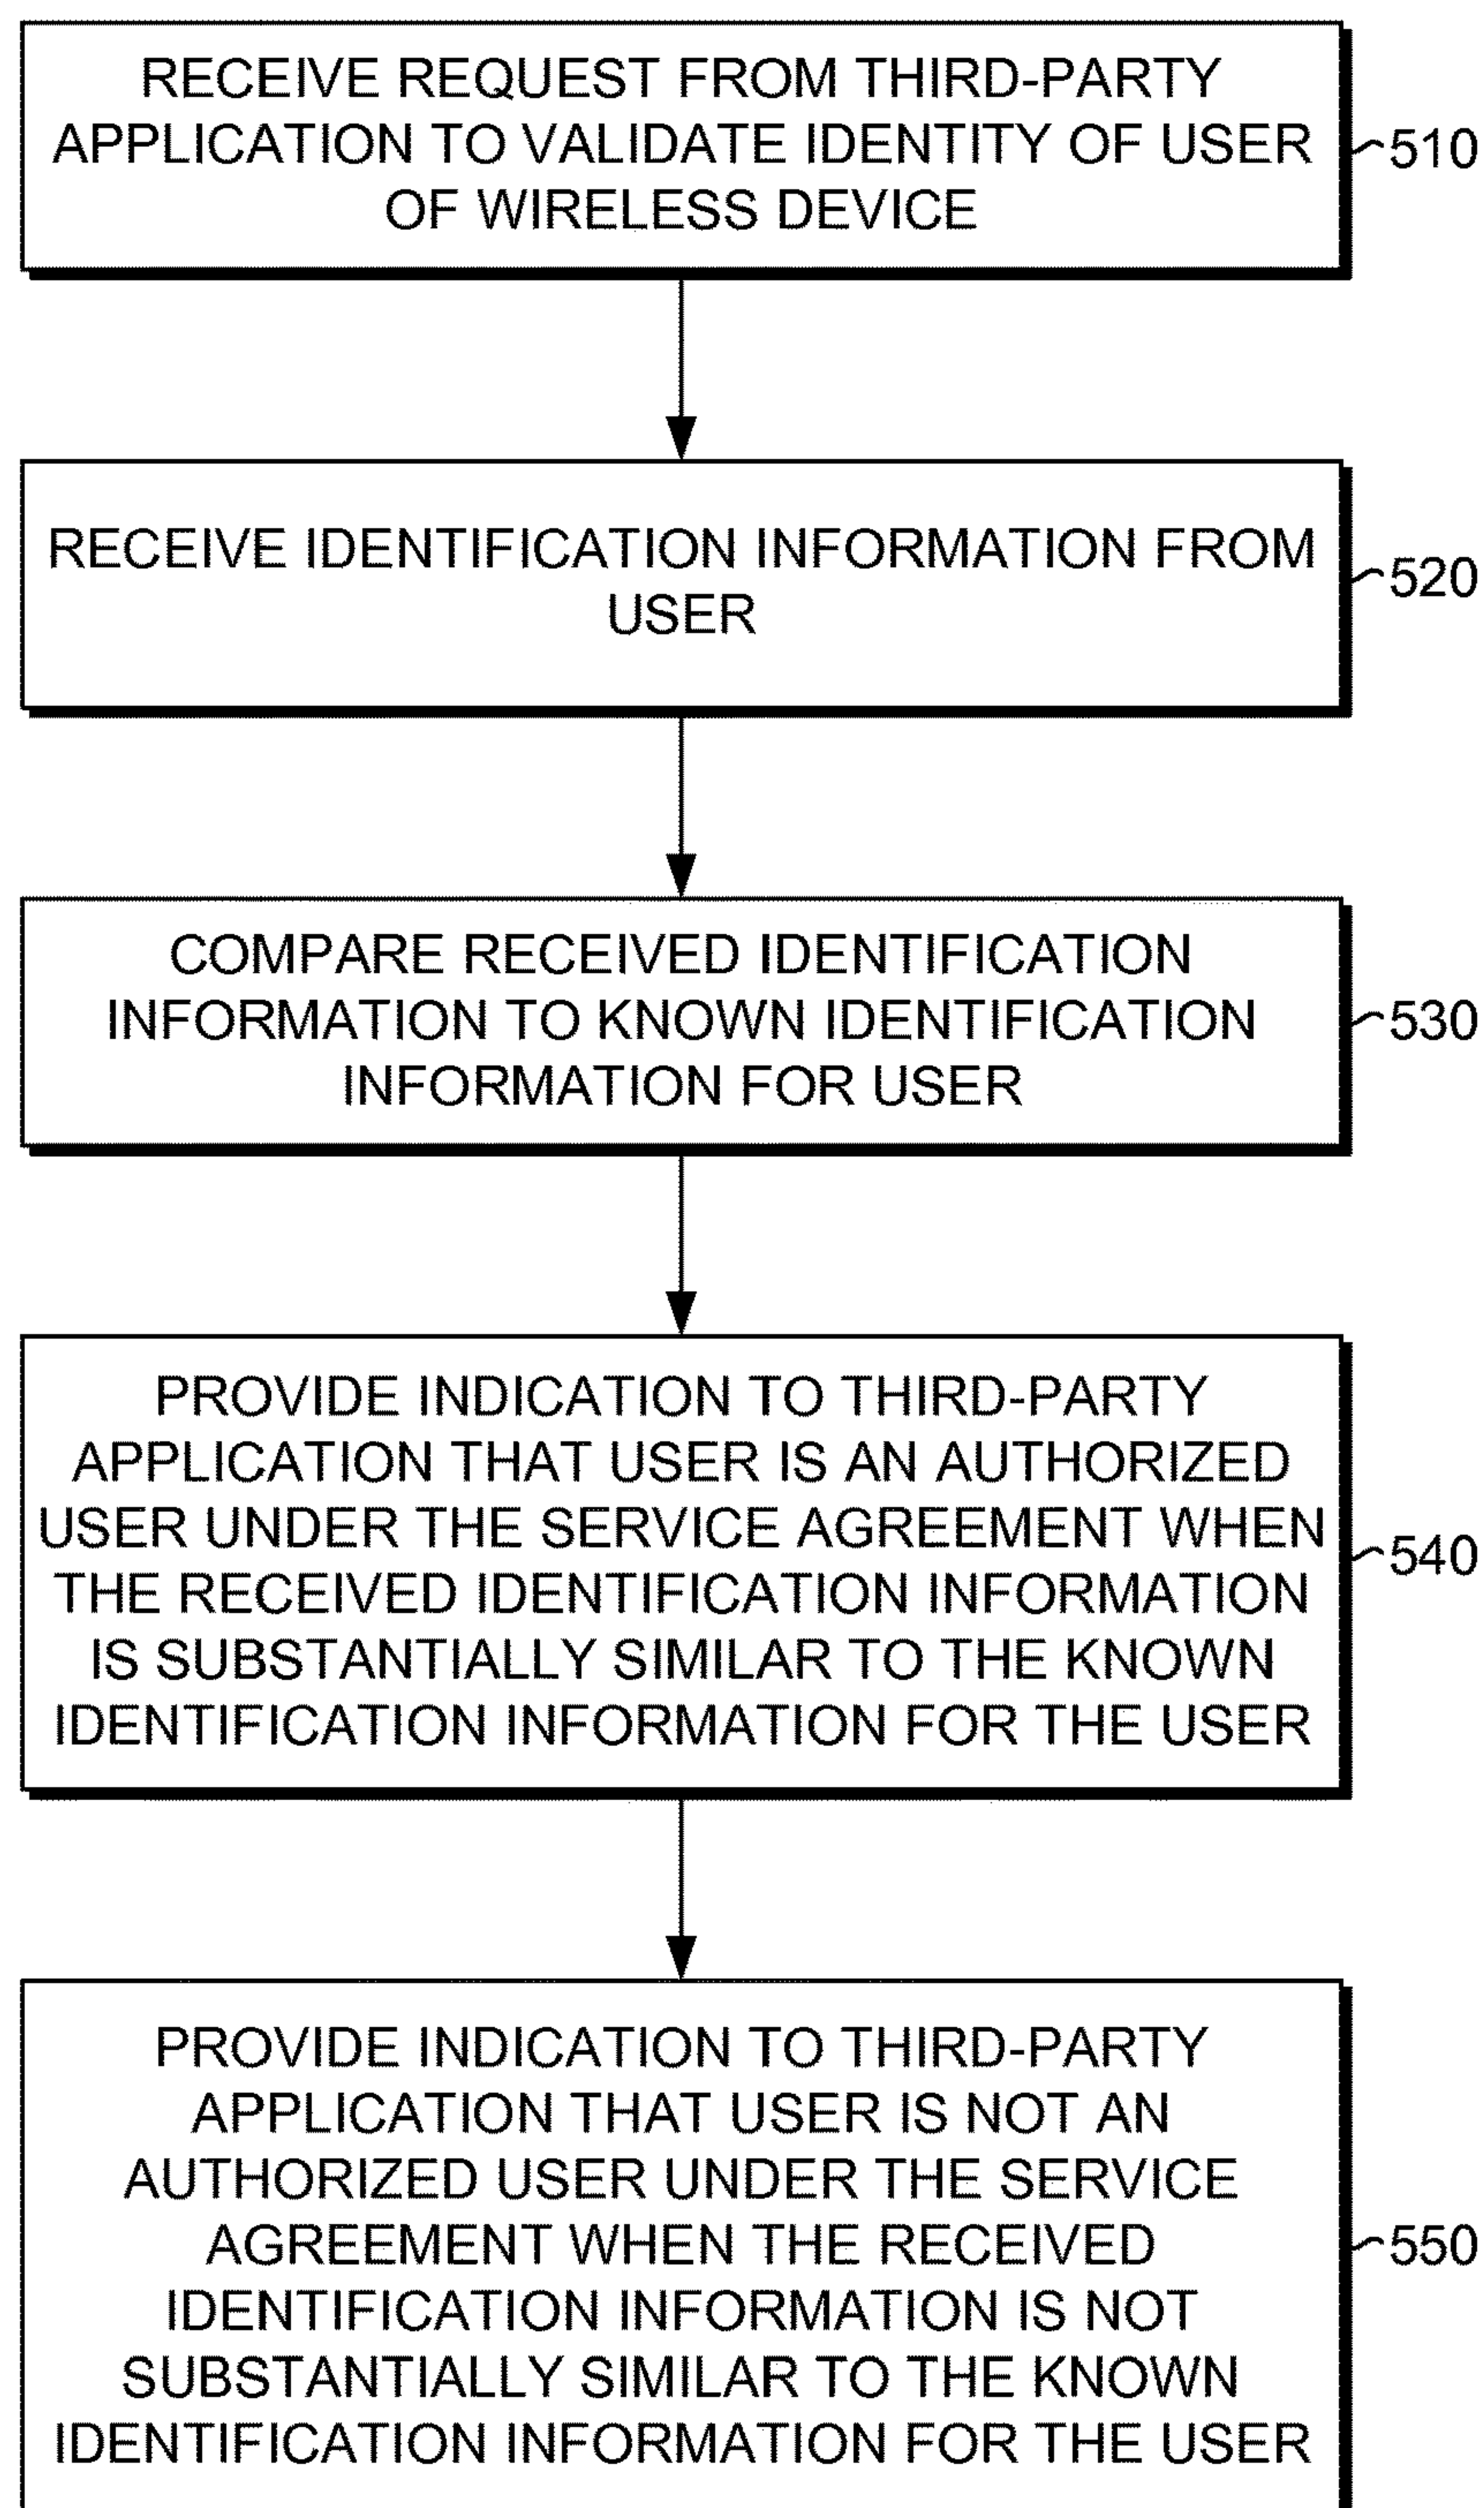 RECEIVE REQUEST FROM THIRD-PARTY
APPLICATION TO VALIDATE IDENTITY OF USER
OF WIRELESS DEVICE
510
RECEIVE IDENTIFICATION INFORMATION FROM
USER
520
COMPARE RECEIVED IDENTIFICATION
INFORMATION TO KNOWN IDENTIFICATION
INFORMATION FOR USER
530
PROVIDE INDICATION TO THIRD-PARTY
APPLICATION THAT USER IS AN AUTHORIZED
USER UNDER THE SERVICE AGREEMENT WHEN
THE RECEIVED IDENTIFICATION INFORMATION
IS SUBSTANTIALLY SIMILAR TO THE KNOWN
IDENTIFICATION INFORMATION FOR THE USER
540
PROVIDE INDICATION TO THIRD-PARTY
APPLICATION THAT USER IS NOT AN
AUTHORIZED USER UNDER THE SERVICE
AGREEMENT WHEN THE RECEIVED
IDENTIFICATION INFORMATION IS NOT
SUBSTANTIALLY SIMILAR TO THE KNOWN
IDENTIFICATION INFORMATION FOR THE USER
550